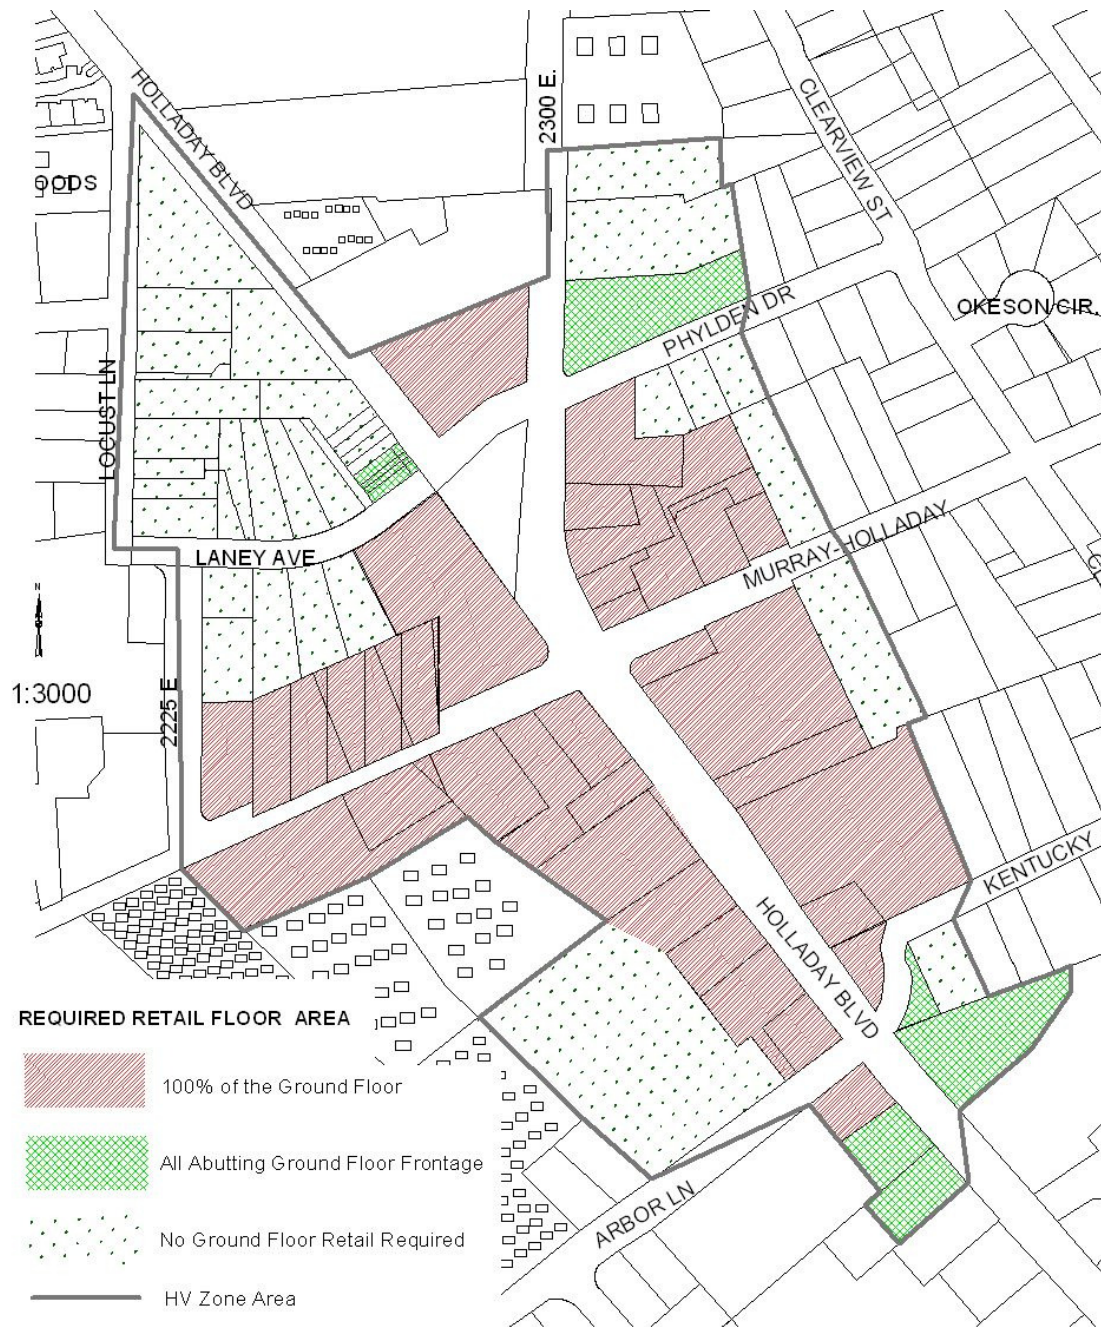 HOLLADAY BLVD
2300 E.
CLEARVIEW ST
OODS
OKESON CIR.
PHYLDEN DR
LOCUST LN
MURRAY-HOLLADAY
LANEY AVE
N
1:3000
2225 E
KENTUCKY
HOLLADAY BLVD
ARBOR LN
REQUIRED RETAIL FLOOR AREA
100% of the Ground Floor
All Abutting Ground Floor Frontage
No Ground Floor Retail Required
HV Zone Area